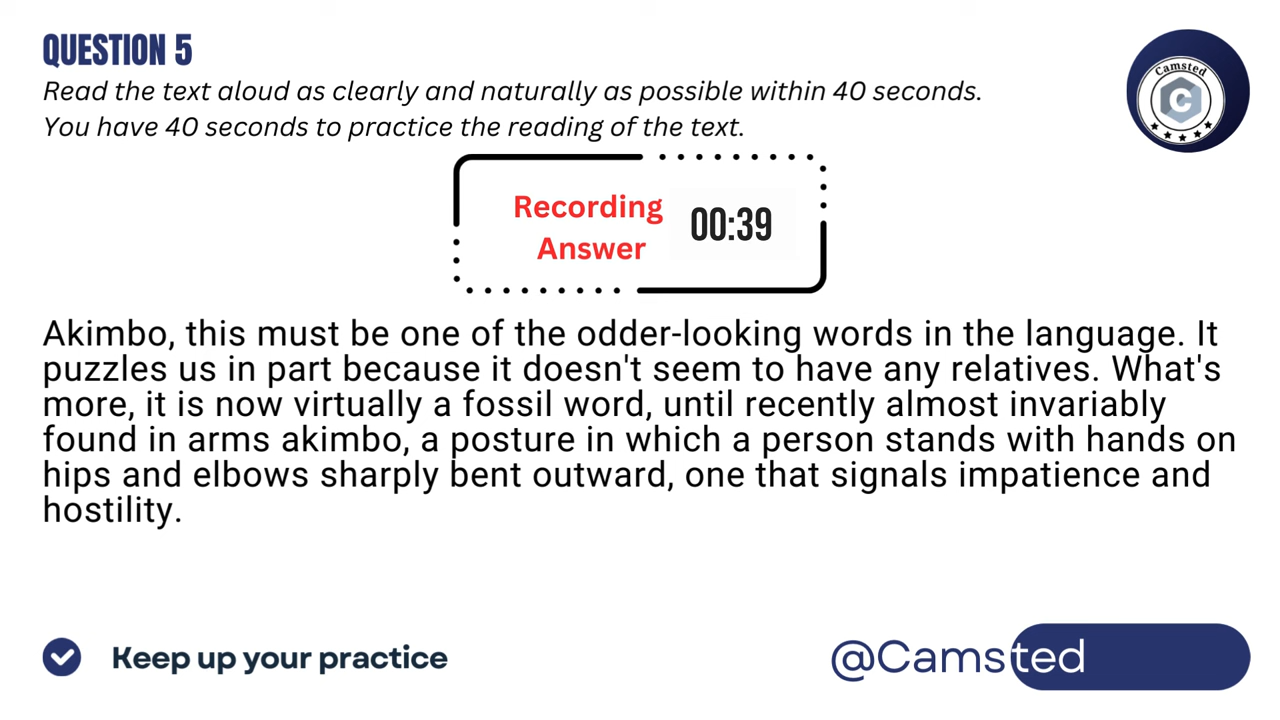 QUESTION 5
Read the text aloud as clearly and naturally as possible within 40 seconds.
You have 40 seconds to practice the reading of the text.
Camsted
C
Recording
Answer
00:39
Akimbo, this must be one of the odder-looking words in the language. It
puzzles us in part because it doesn't seem to have any relatives. What's
more, it is now virtually a fossil word, until recently almost invariably
found in arms akimbo, a posture in which a person stands with hands on
hips and elbows sharply bent outward, one that signals impatience and
hostility.
Keep up your practice
@Camsted